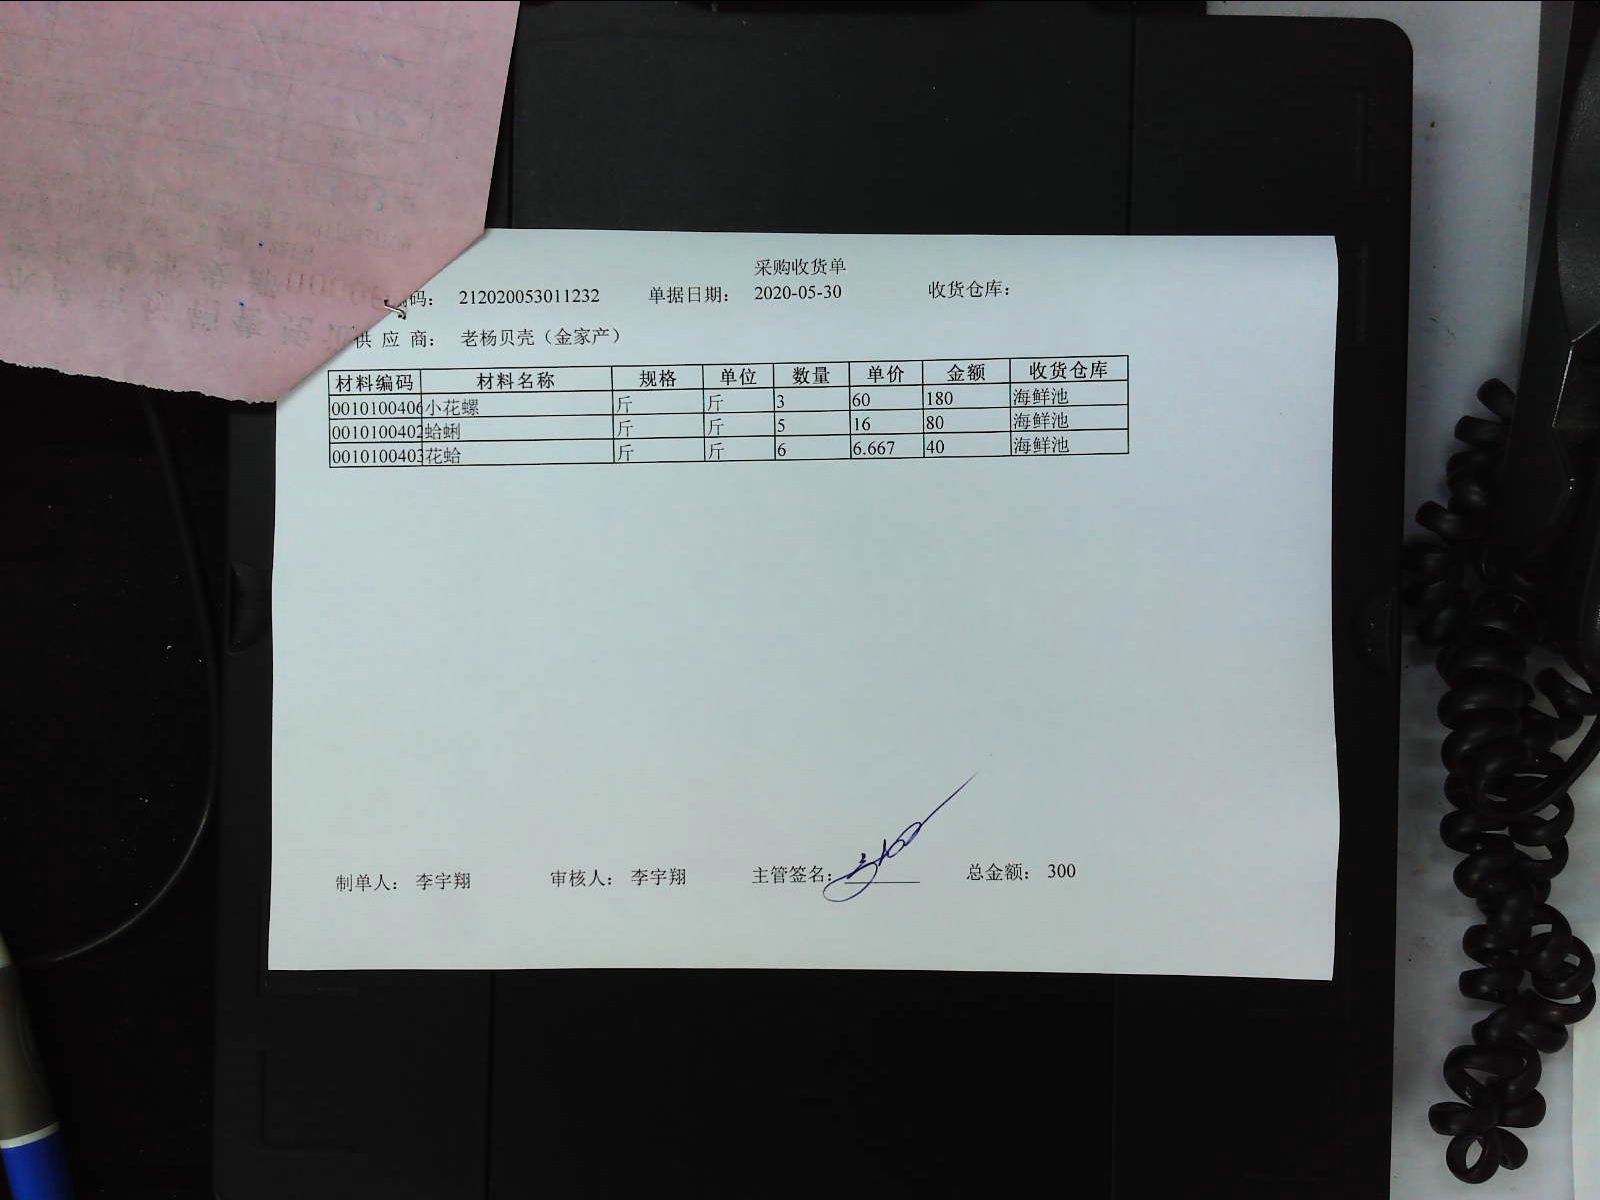 采购收货单
码： 212020053011232 单据日期： 2020-05-30 收货仓库：
供 应 商： 老杨贝壳（金家产）
材料编码 材料名称 规格 单位 数量 单价 金额 收货仓库
0010100406 小花螺 斤 斤 3 60 180 海鲜池
0010100402 蛤蜊 斤 斤 5 16 80 海鲜池
0010100403 花蛤 斤 斤 6 6.667 40 海鲜池
制单人： 李宇翔 审核人： 李宇翔 主管签名： 总金额： 300